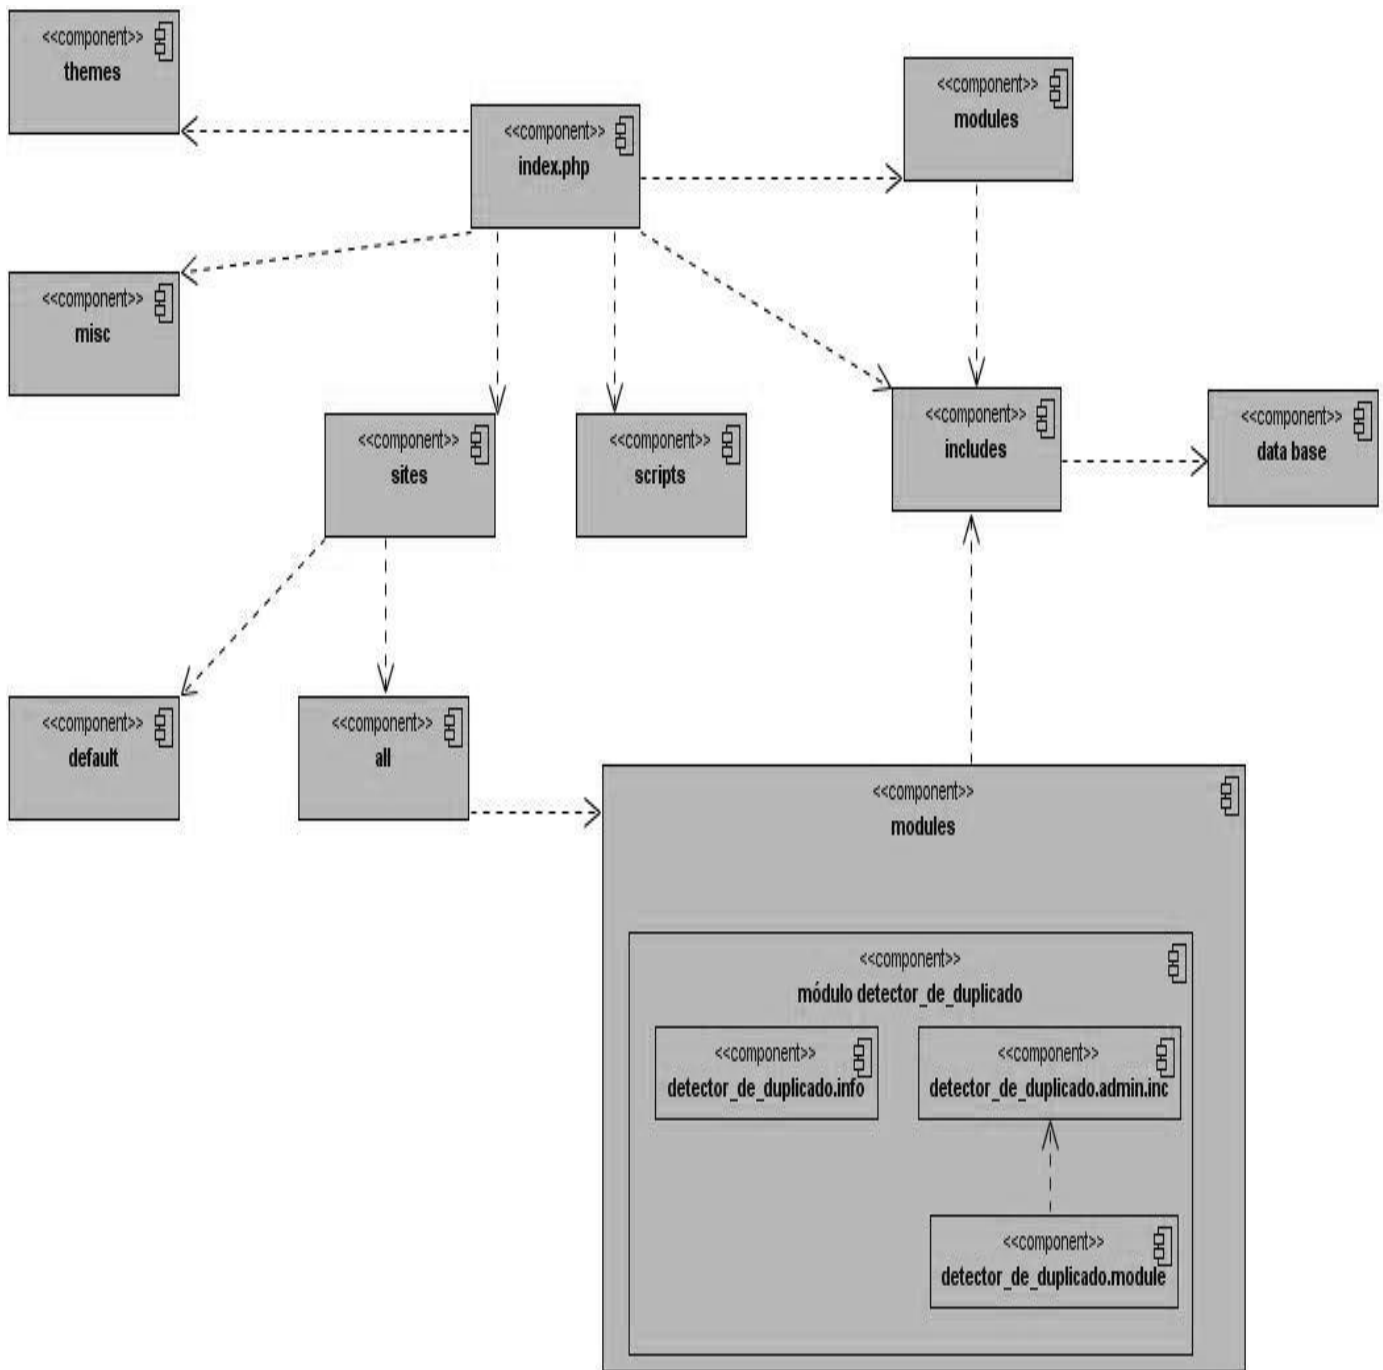 <<component>>
themes
<<component>>
index.php
<<component>>
modules
<<component>>
misc
<<component>>
sites
<<component>>
scripts
<<component>>
includes
<<component>>
data base
<<component>>
default
<<component>>
all
<<component>>
modules
<<component>>
módulo detector_de_duplicado
<<component>>
detector_de_duplicado.info
<<component>>
detector_de_duplicado.admin.inc
<<component>>
detector_de_duplicado.module